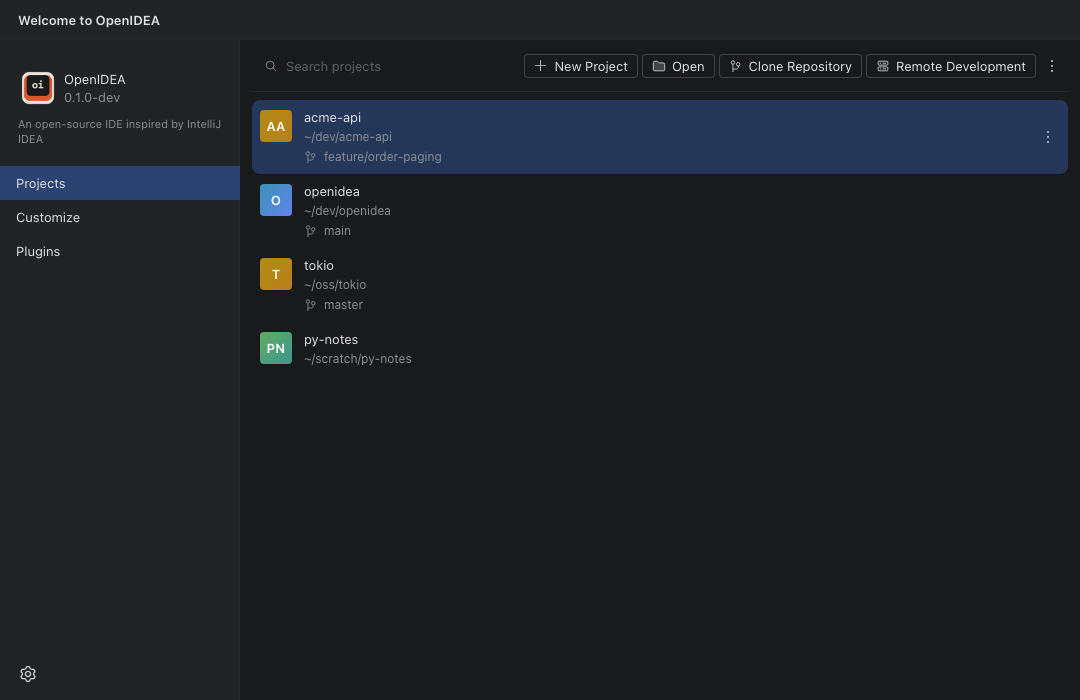 Welcome to OpenIDEA
oi
OpenIDEA
0.1.0-dev
An open-source IDE inspired by IntelliJ
IDEA
Projects
Customize
Plugins
Search projects
New Project
Open
Clone Repository
Remote Development
AA
acme-api
~/dev/acme-api
feature/order-paging
O
openidea
~/dev/openidea
main
T
tokio
~/oss/tokio
master
PN
py-notes
~/scratch/py-notes